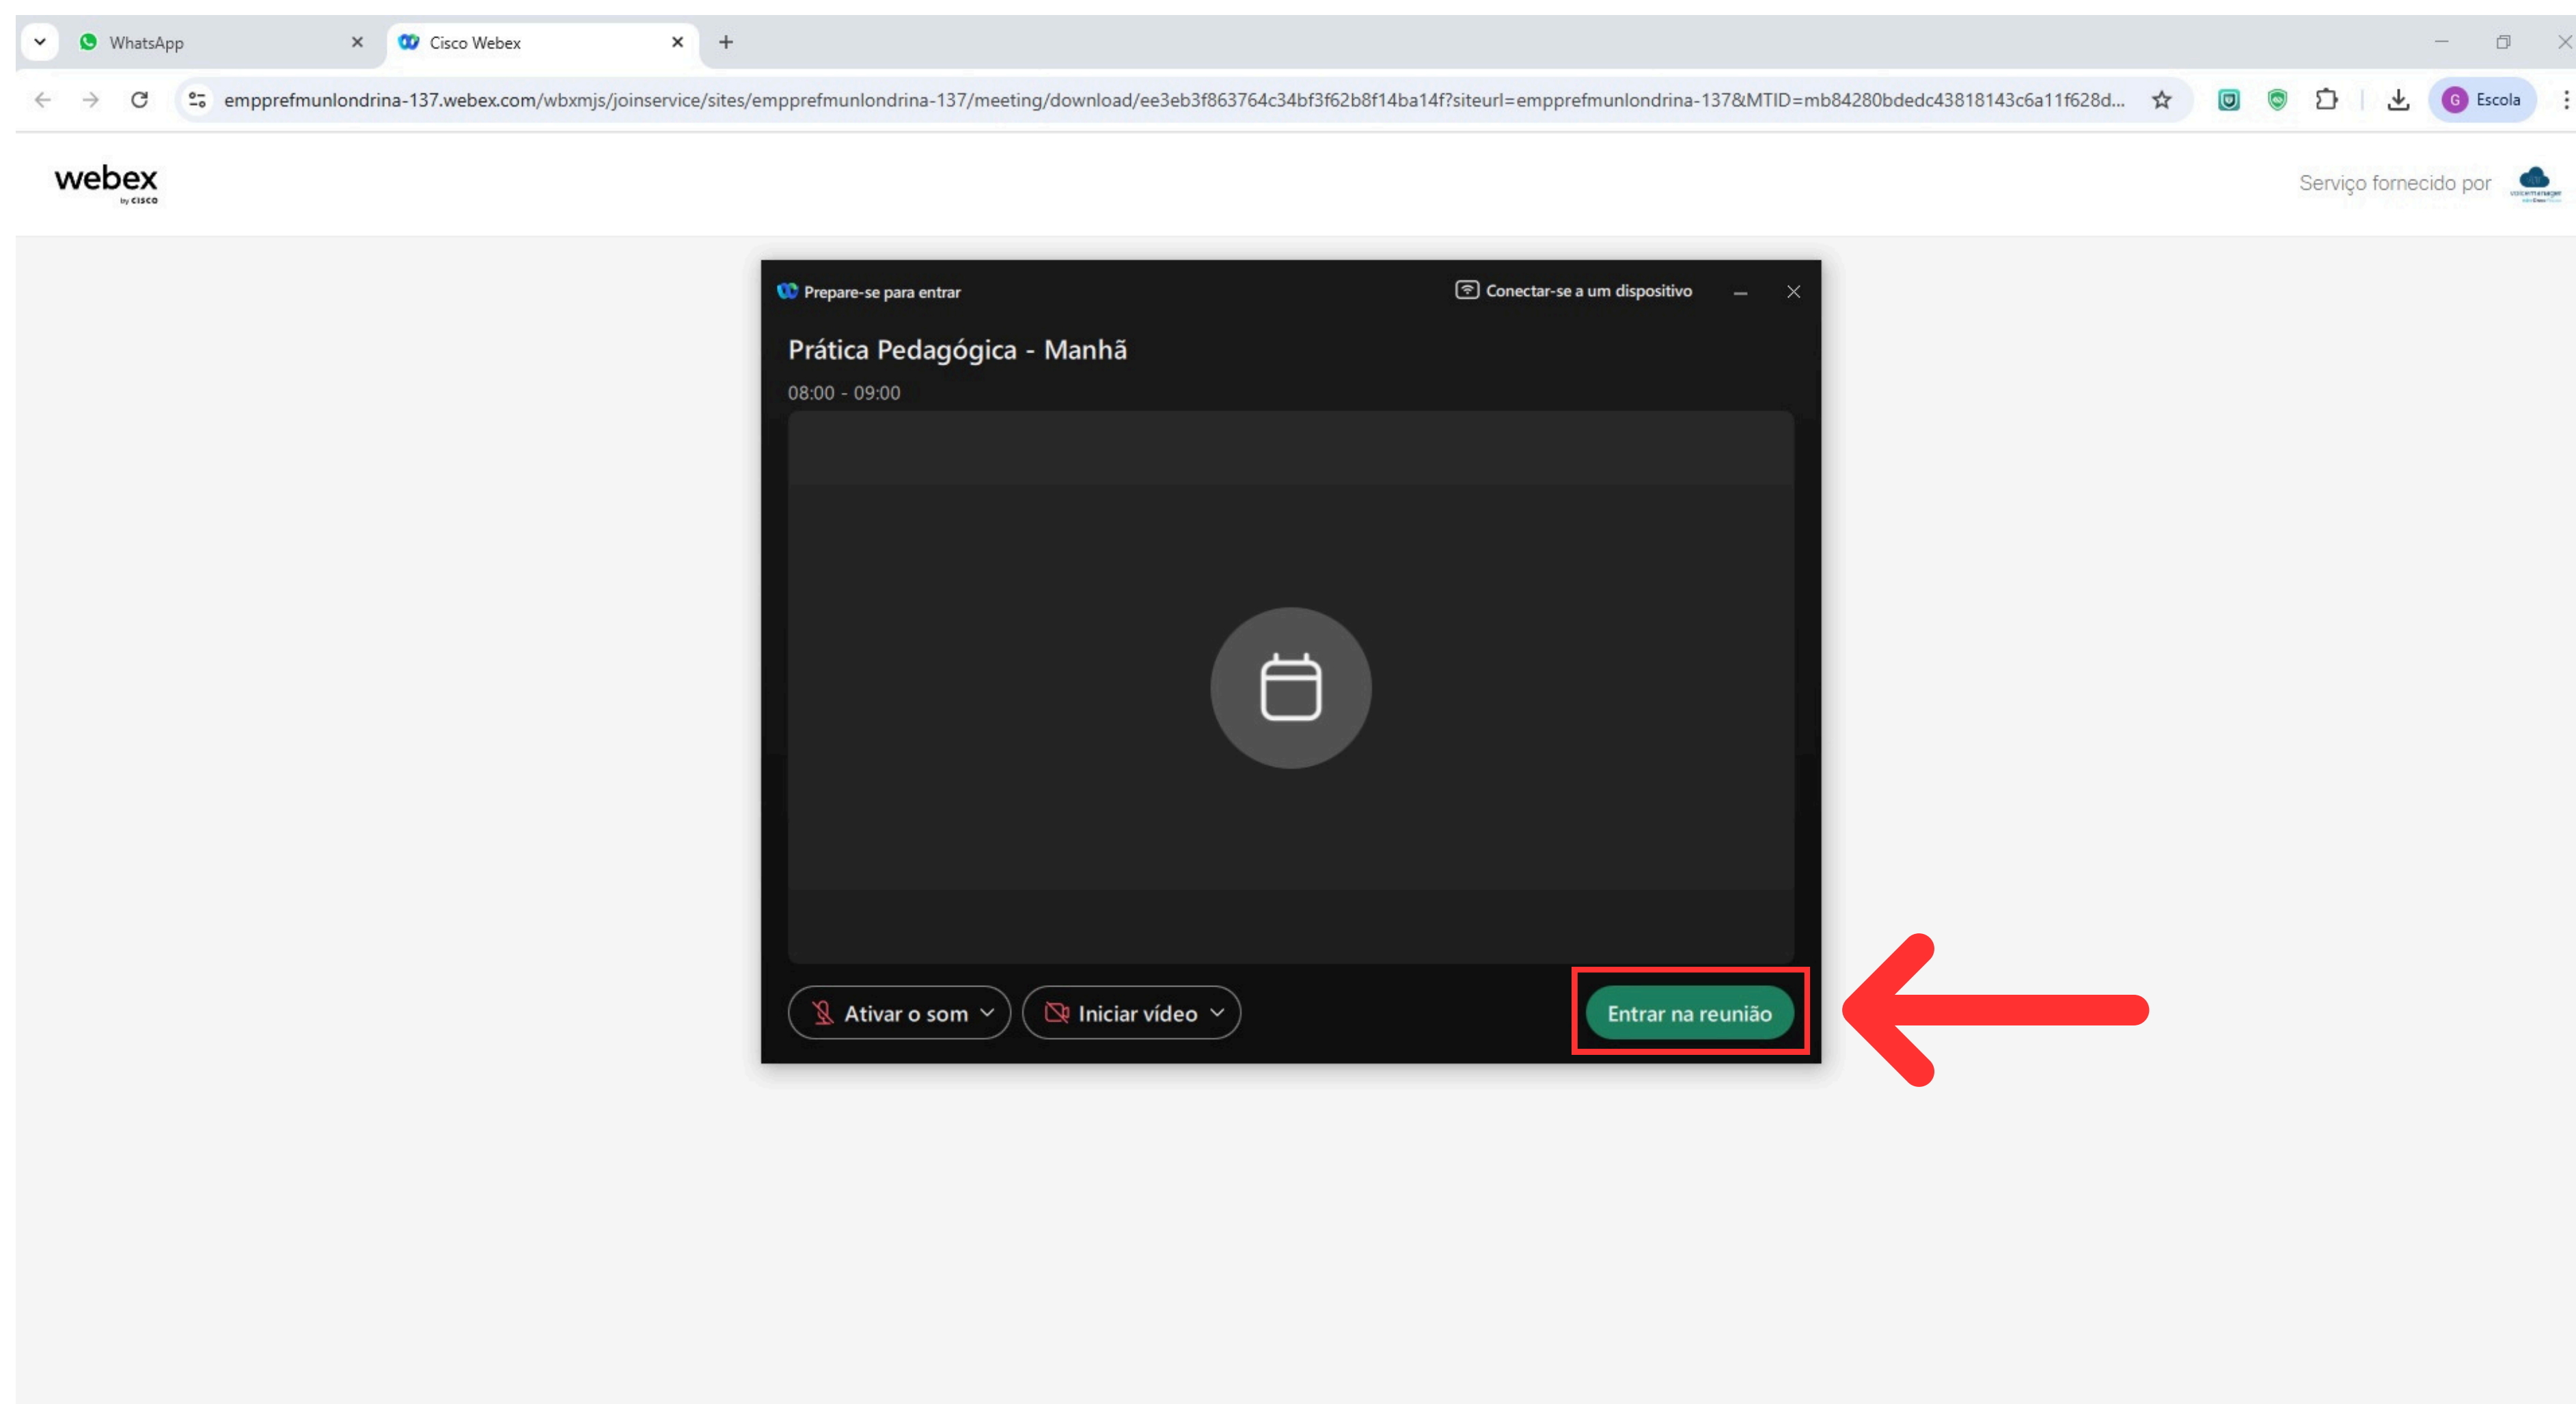 WhatsApp
Cisco Webex
empprefmunlondrina-137.webex.com/wbxmjs/joinservice/sites/empprefmunlondrina-137/meeting/download/ee3eb3f863764c34bf3f62b8f14ba14f?siteurl=empprefmunlondrina-137&MTID=mb84280bdedc43818143c6a11f628d...
G Escola
webex
by CISCO
Serviço fornecido por
Prepare-se para entrar
Conectar-se a um dispositivo
Prática Pedagógica - Manhã
08:00 - 09:00
Ativar o som
Iniciar vídeo
Entrar na reunião